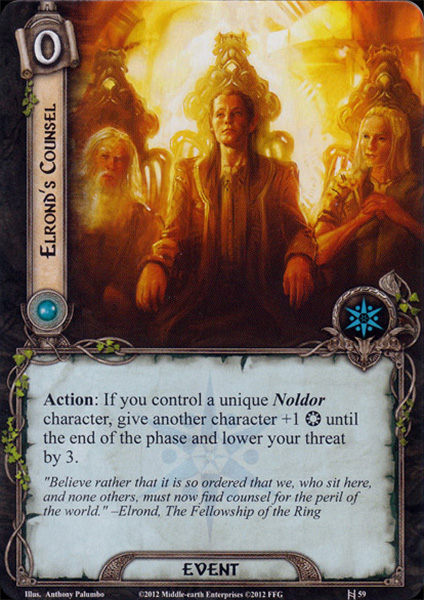 0
ELROND'S COUNSEL
Action: If you control a unique Noldor
character, give another character +1 until
the end of the phase and lower your threat
by 3.
"Believe rather that it is so ordered that we, who sit here,
and none others, must now find counsel for the peril of
the world." –Elrond, The Fellowship of the Ring
EVENT
Illus. Anthony Palumbo ©2012 Middle-earth Enterprises ©2012 FFG 59